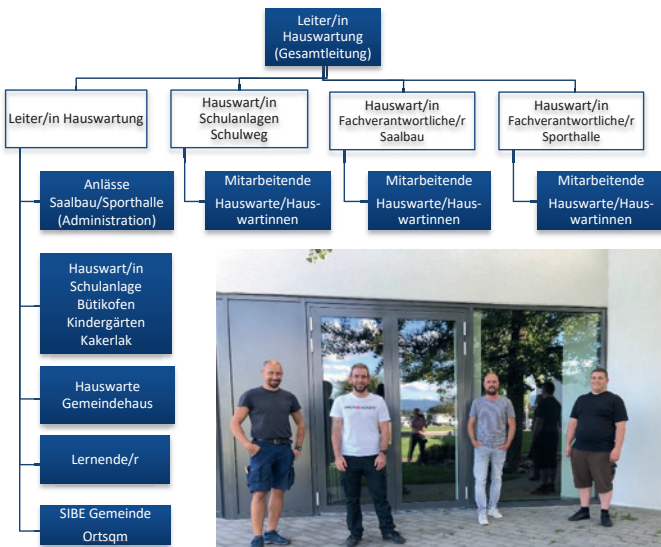 Leiter/in
Hauswartung
(Gesamtleitung)
Leiter/in Hauswartung
Hauswart/in
Schulanlagen
Schulweg
Hauswart/in
Fachverantwortliche/r
Saalbau
Hauswart/in
Fachverantwortliche/r
Sporthalle
Anlässe
Saalbau/Sporthalle
(Administration)
Mitarbeitende
Hauswarte/Haus-
wartinnen
Mitarbeitende
Hauswarte/Haus-
wartinnen
Mitarbeitende
Hauswarte/Haus-
wartinnen
Hauswart/in
Schulanlage
Bütikofen
Kindergärten
Kakerlak
Hauswarte
Gemeindehaus
Lernende/r
SIBE Gemeinde
Ortsqm